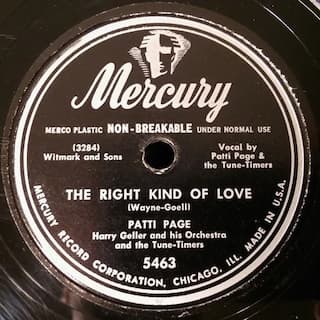 Mercury
MERCO PLASTIC NON-BREAKABLE UNDER NORMAL USE
(3284)
Witmark and Sons
Vocal by
Patti Page &
the Tune-Timers
THE RIGHT KIND OF LOVE
(Wayne-Goell)
PATTI PAGE
Harry Geller and his Orchestra
and the Tune-Timers
5463
MERCURY RECORD CORPORATION, CHICAGO, ILL. MADE IN U.S.A.